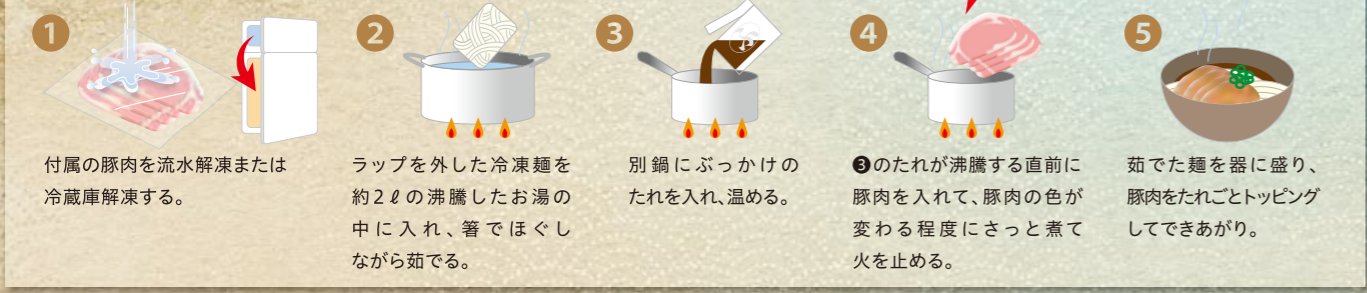 1
付属の豚肉を流水解凍または
冷蔵庫解凍する。
2
ラップを外した冷凍麺を
約2ℓの沸騰したお湯の
中に入れ、箸でほぐし
ながら茹でる。
3
別鍋にぶっかけの
たれを入れ、温める。
4
❸のたれが沸騰する直前に
豚肉を入れて、豚肉の色が
変わる程度にさっと煮て
火を止める。
5
茹でた麺を器に盛り、
豚肉をたれごとトッピング
してできあがり。